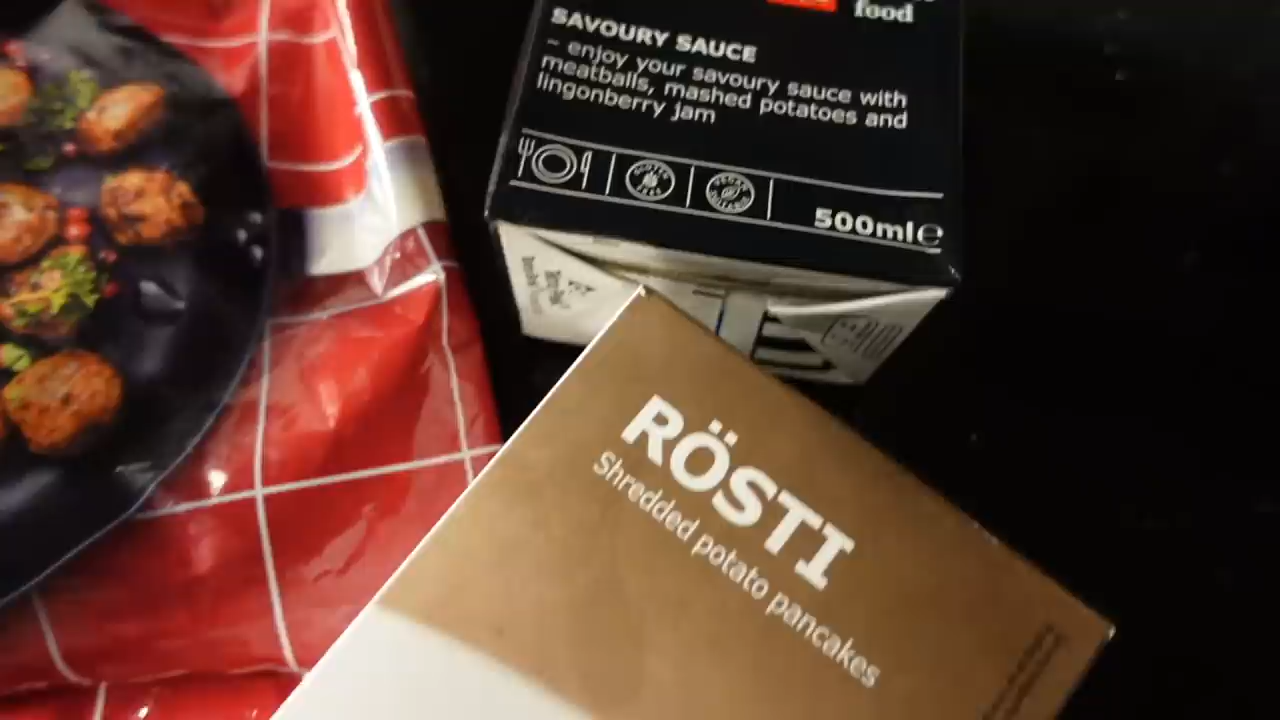 food
SAVOURY SAUCE
– enjoy your savoury sauce with
meatballs, mashed potatoes and
lingonberry jam
500ml℮
RÖSTI
Shredded potato pancakes